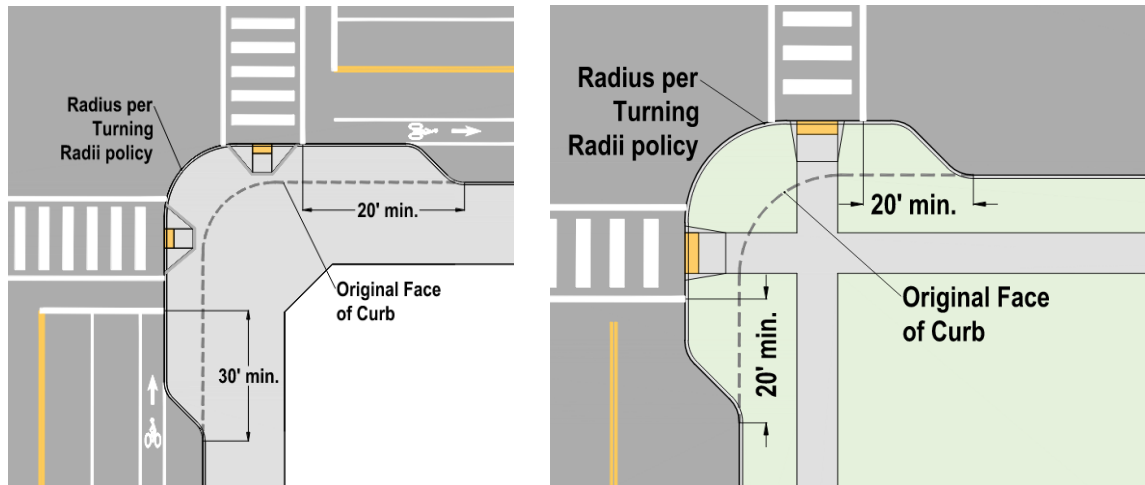 Radius per
Turning
Radii policy
20' min.
Original Face
of Curb
30' min.
Radius per
Turning
Radii policy
20' min.
Original Face
of Curb
20' min.